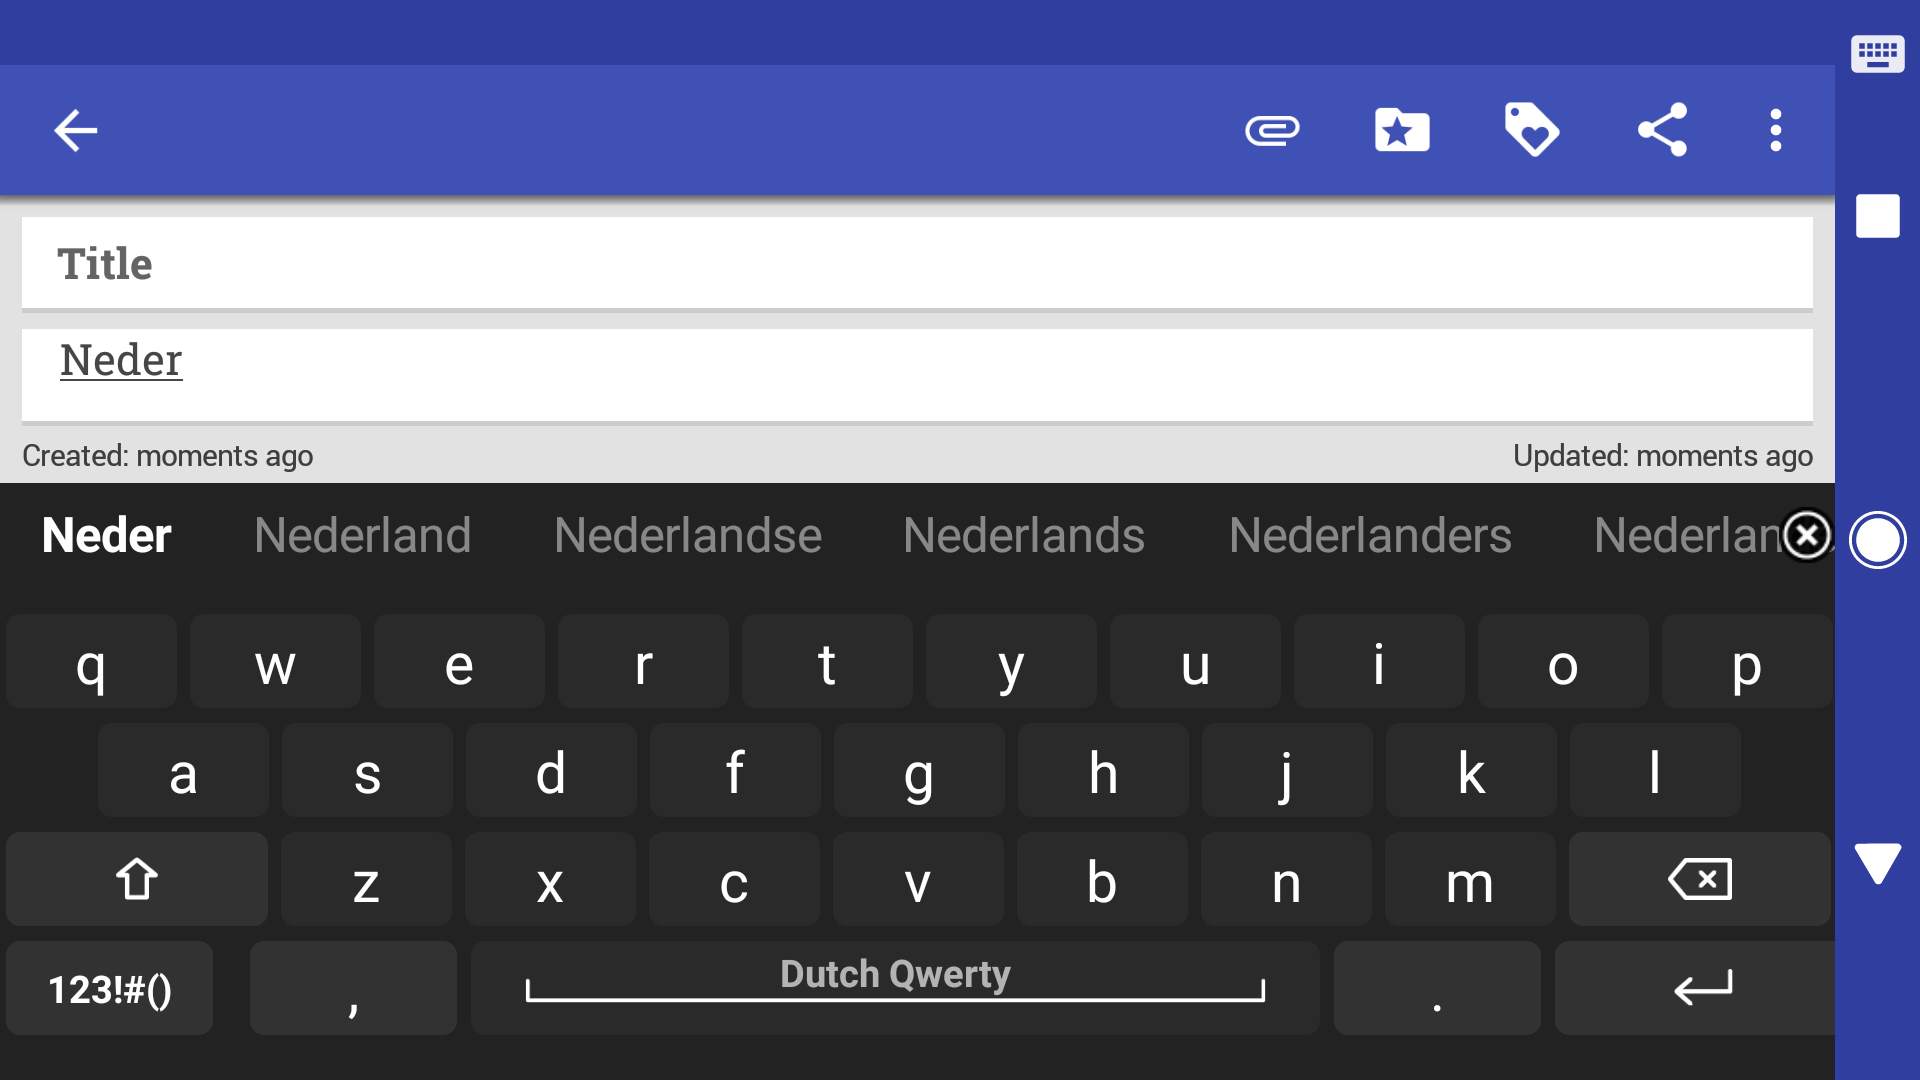 Title
Neder
Created: moments ago Updated: moments ago
Neder Nederland Nederlandse Nederlands Nederlanders Nederlan
q w e r t y u i o p
a s d f g h j k l
z x c v b n m
123!#() , Dutch Qwerty .